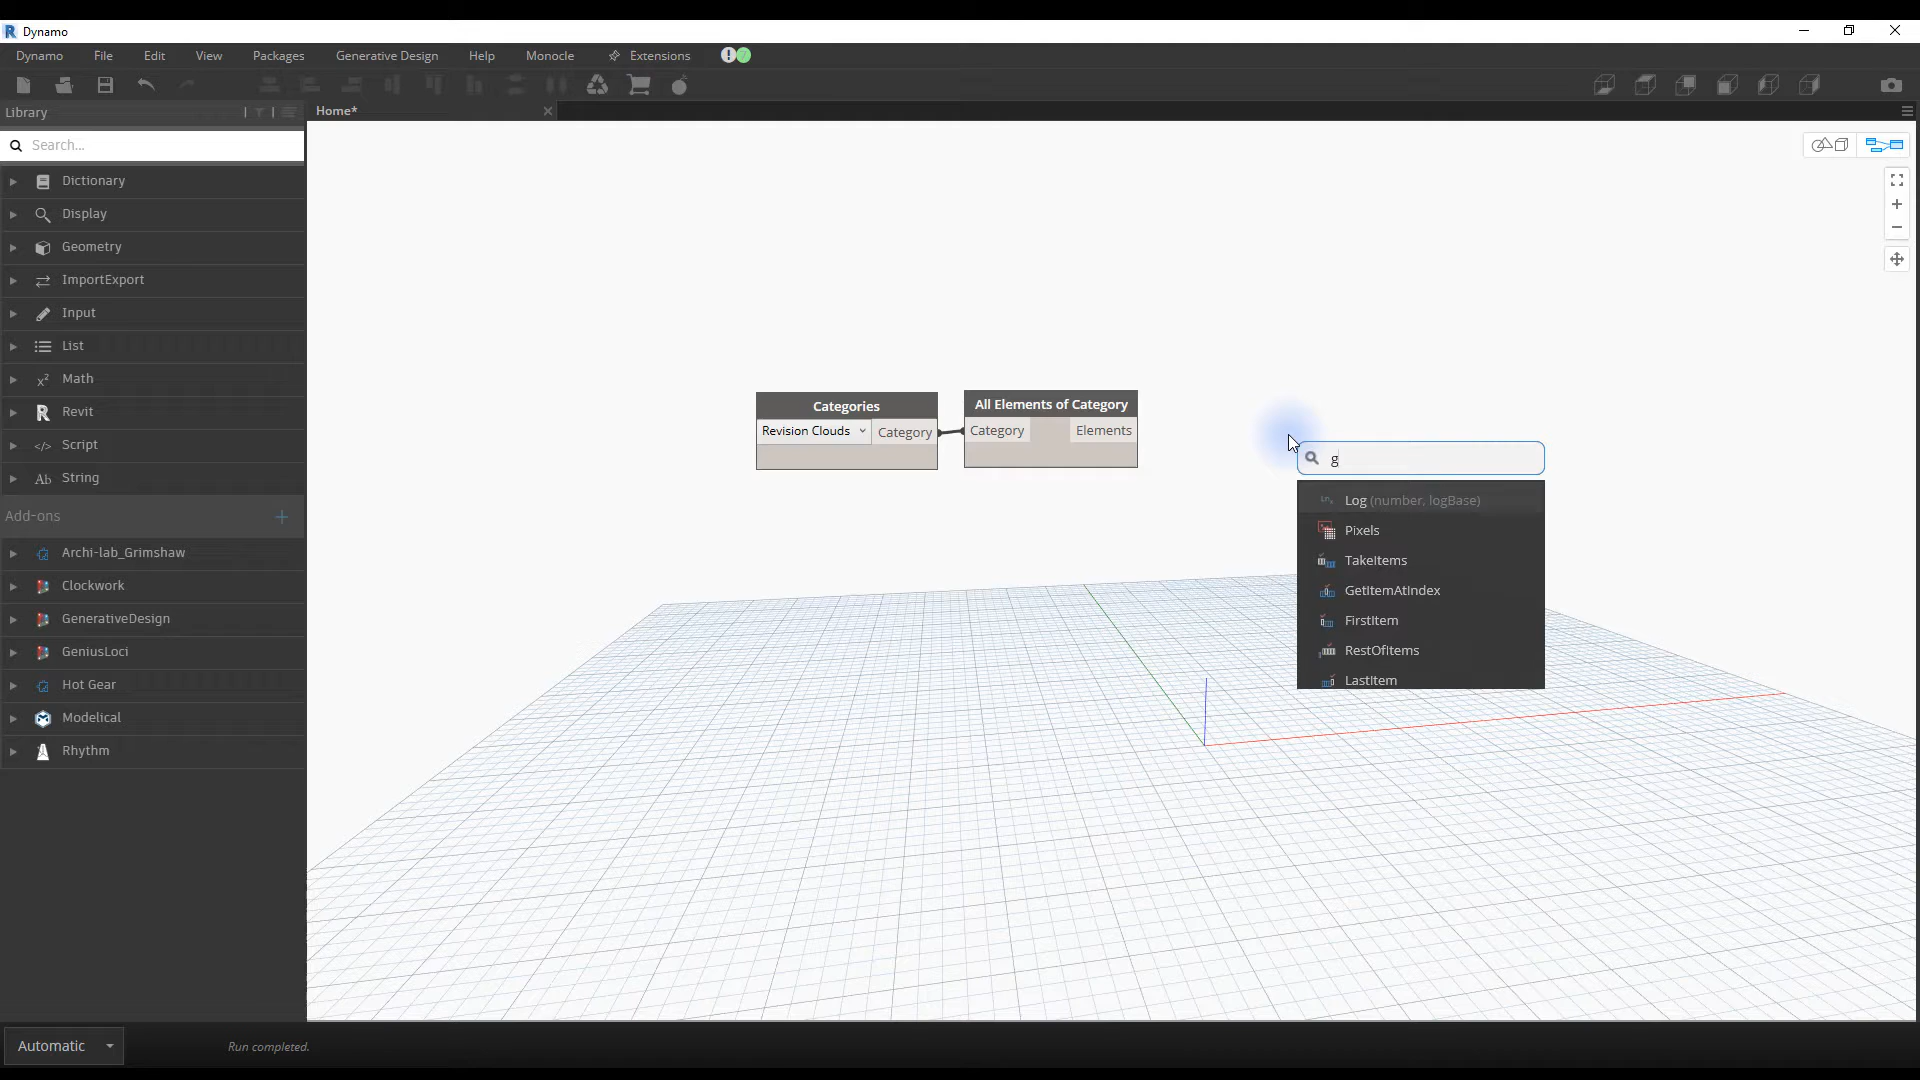 Dynamo
Dynamo File Edit View Packages Generative Design Help Monocle Extensions
Library
Home*
Search...
Dictionary
Display
Geometry
ImportExport
Input
List
Math
Revit
Script
String
Add-ons
Archi-lab_Grimshaw
Clockwork
GenerativeDesign
GeniusLoci
Hot Gear
Modelical
Rhythm
Categories
Revision Clouds
Category
All Elements of Category
Category
Elements
g
Log (number, logBase)
Pixels
TakeItems
GetItemAtIndex
FirstItem
RestOfItems
LastItem
Automatic
Run completed.